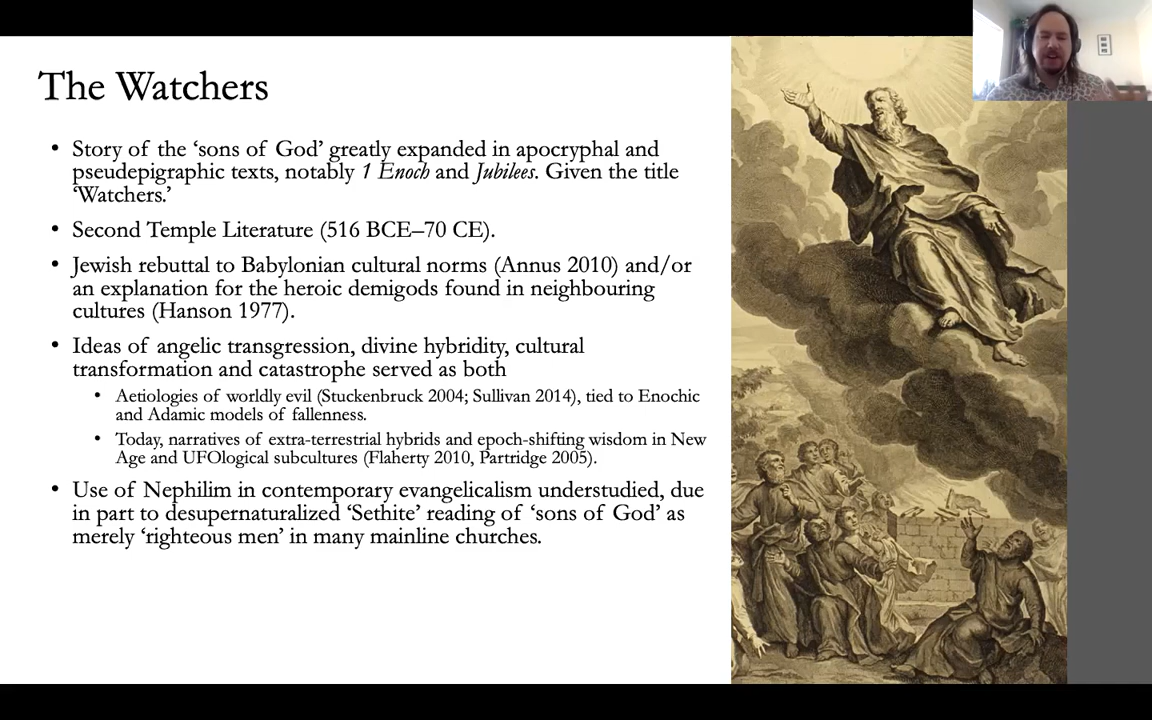 The Watchers
• Story of the ‘sons of God’ greatly expanded in apocryphal and
pseudepigraphic texts, notably 1 Enoch and Jubilees. Given the title
‘Watchers.’
• Second Temple Literature (516 BCE–70 CE).
• Jewish rebuttal to Babylonian cultural norms (Annus 2010) and/or
an explanation for the heroic demigods found in neighbouring
cultures (Hanson 1977).
• Ideas of angelic transgression, divine hybridity, cultural
transformation and catastrophe served as both
• Aetiologies of worldly evil (Stuckenbruck 2004; Sullivan 2014), tied to Enochic
and Adamic models of fallenness.
• Today, narratives of extra-terrestrial hybrids and epoch-shifting wisdom in New
Age and UFOlogical subcultures (Flaherty 2010, Partridge 2005).
• Use of Nephilim in contemporary evangelicalism understudied, due
in part to desupernaturalized ‘Sethite’ reading of ‘sons of God’ as
merely ‘righteous men’ in many mainline churches.